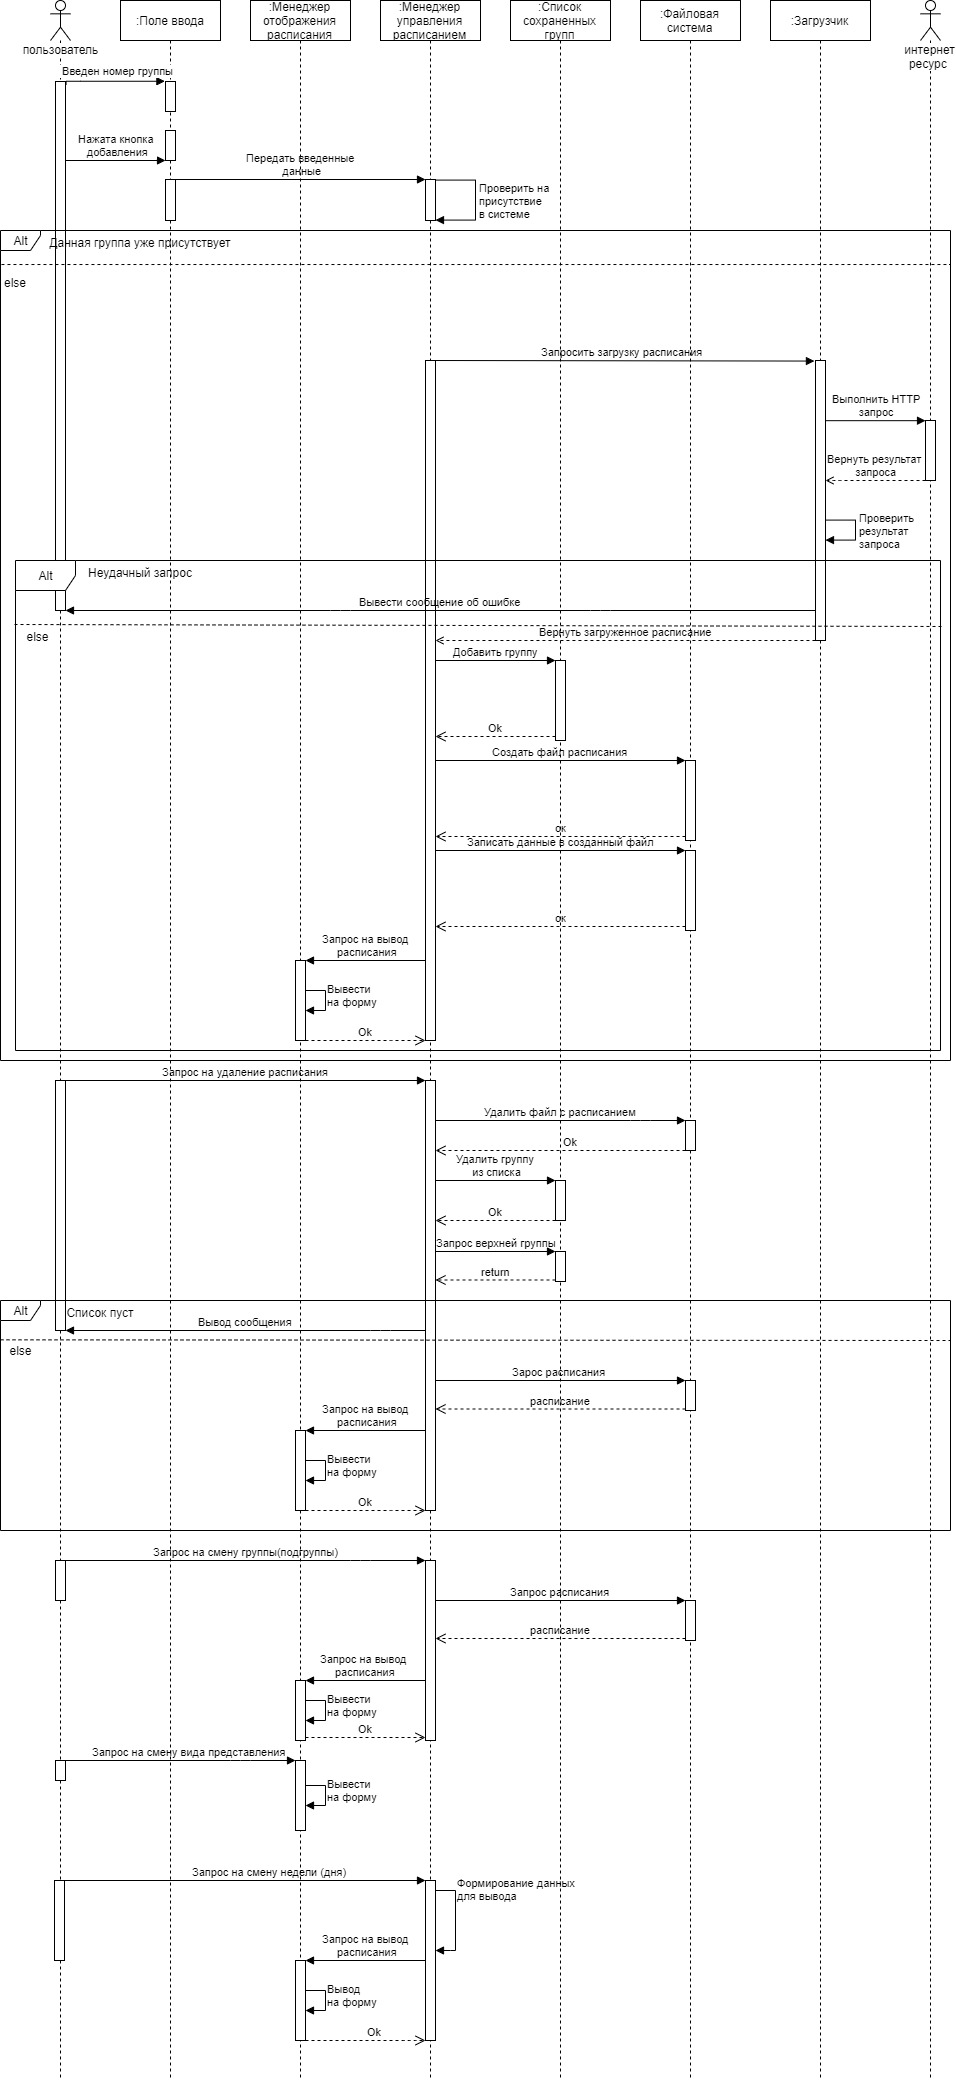 пользователь
:Поле ввода
:Менеджер
отображения
расписания
:Менеджер
управления
расписанием
:Список
сохраненных
групп
:Файловая
система
:Загрузчик
интернет
ресурс
Введен номер группы
Нажата кнопка
добавления
Передать введенные
данные
Проверить на
присутствие
в системе
Alt
Данная группа уже присутствует
else
Запросить загрузку расписания
Выполнить HTTP
запрос
Вернуть результат
запроса
Проверить
результат
запроса
Alt
Неудачный запрос
Вывести сообщение об ошибке
else
Вернуть загруженное расписание
Добавить группу
Ok
Создать файл расписания
ок
Записать данные в созданный файл
ок
Запрос на вывод
расписания
Вывести
на форму
Ok
Запрос на удаление расписания
Удалить файл с расписанием
Ok
Удалить группу
из списка
Ok
Запрос верхней группы
return
Alt
Список пуст
Вывод сообщения
else
Зарос расписания
расписание
Запрос на вывод
расписания
Вывести
на форму
Ok
Запрос на смену группы(подгруппы)
Запрос расписания
расписание
Запрос на вывод
расписания
Вывести
на форму
Ok
Запрос на смену вида представления
Вывести
на форму
Запрос на смену недели (дня)
Формирование данных
для вывода
Запрос на вывод
расписания
Вывод
на форму
Ok